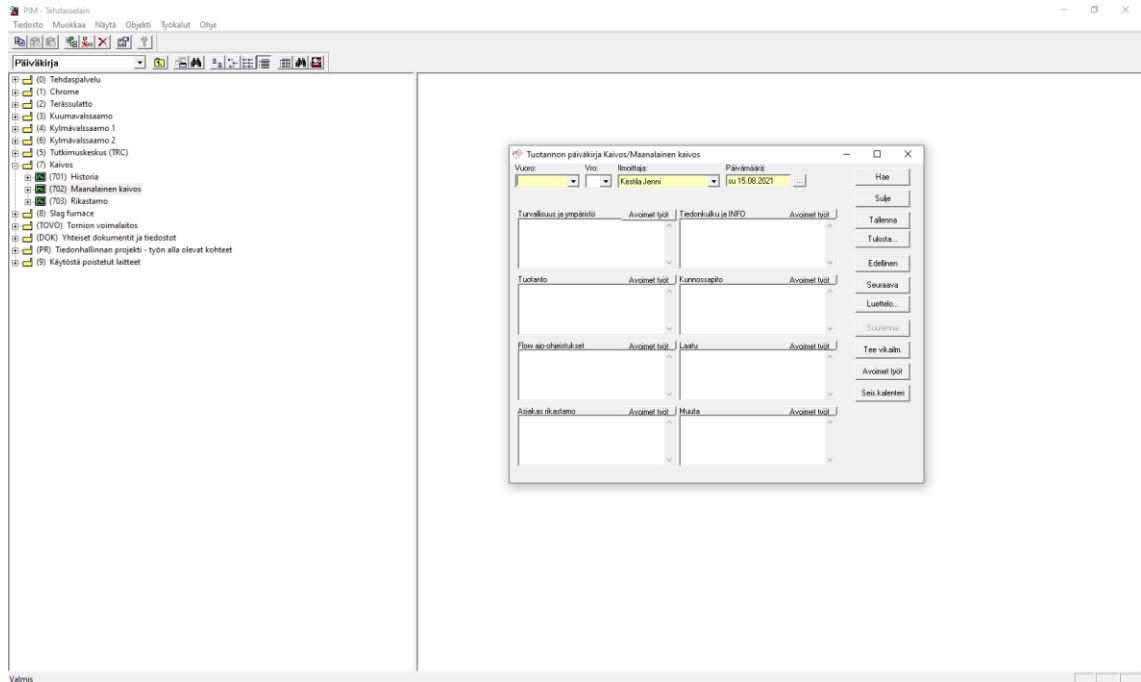 PIM - Tehdasselain
Tiedosto Muokkaa Näytä Objekti Työkalut Ohje
Päiväkirja
(0) Tehdaspalvelu
(1) Chrome
(2) Terässulatto
(3) Kuumavalssaamo
(4) Kylmävalssaamo 1
(6) Kylmävalssaamo 2
(5) Tutkimuskeskus (TRC)
(7) Kaivos
(701) Historia
(702) Maanalainen kaivos
(703) Rikastamo
(8) Slag furnace
(TOVO) Tornion voimalaitos
(DOK) Yhteiset dokumentit ja tiedostot
(PR) Tiedonhallinnan projekti - työn alla olevat kohteet
(9) Käytöstä poistetut laitteet
Tuotannon päiväkirja Kaivos/Maanalainen kaivos
Vuoro: Vro: Ilmoittaja: Päivämäärä:
Kestila Jenni su 15.08.2021 ...
Turvallisuus ja ympäristö Avoimet työt Tiedonkulku ja INFO Avoimet työt
Tuotanto Avoimet työt Kunnossapito Avoimet työt
Flow ajo-ohjeistukset Avoimet työt Laatu Avoimet työt
Asiakas rikastamo Avoimet työt Muuta Avoimet työt
Hae
Sulje
Tallenna
Tulosta...
Edellinen
Seuraava
Luettelo...
Suurenna
Tee vikailm.
Avoimet työt
Seis.kalenteri
Valmis